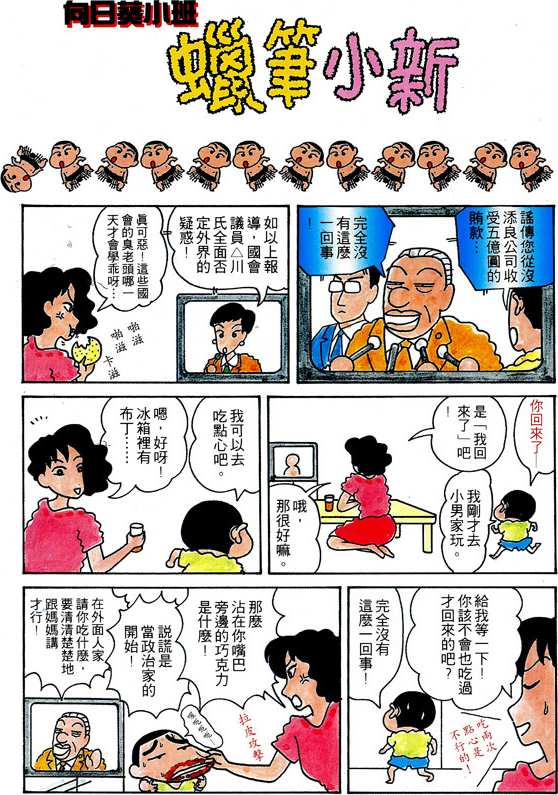 向日葵小班
蠟筆小新
謠傳您從沒
添良公司收
受五億圓的
賄款…
完全沒
有這麼
一回事
如以上報
導，國會
議員△川
氏全面否
定外界的
疑惑！
真可惡！這些國
會的臭老頭哪一
天才會學乖呀…
啪滋
啪滋
卡滋
你回來了—
是「我回
來了」吧
！
我剛才去
小男家玩。
哦，
那很好嘛。
我可以去
吃點心吧。
嗯，好呀！
冰箱裡有
布丁……
給我等一下！
你該不會也吃過
才回來的吧?
完全沒有
這麼一回事！
吃兩次
點心是
不行的！
那麼
沾在你嘴巴
旁邊的巧克力
是什麼！
拉皮攻擊
說謊是
當政治家的
開始！
在外面人家
請你吃什麼，
要清清楚楚地
跟媽媽講
才行！